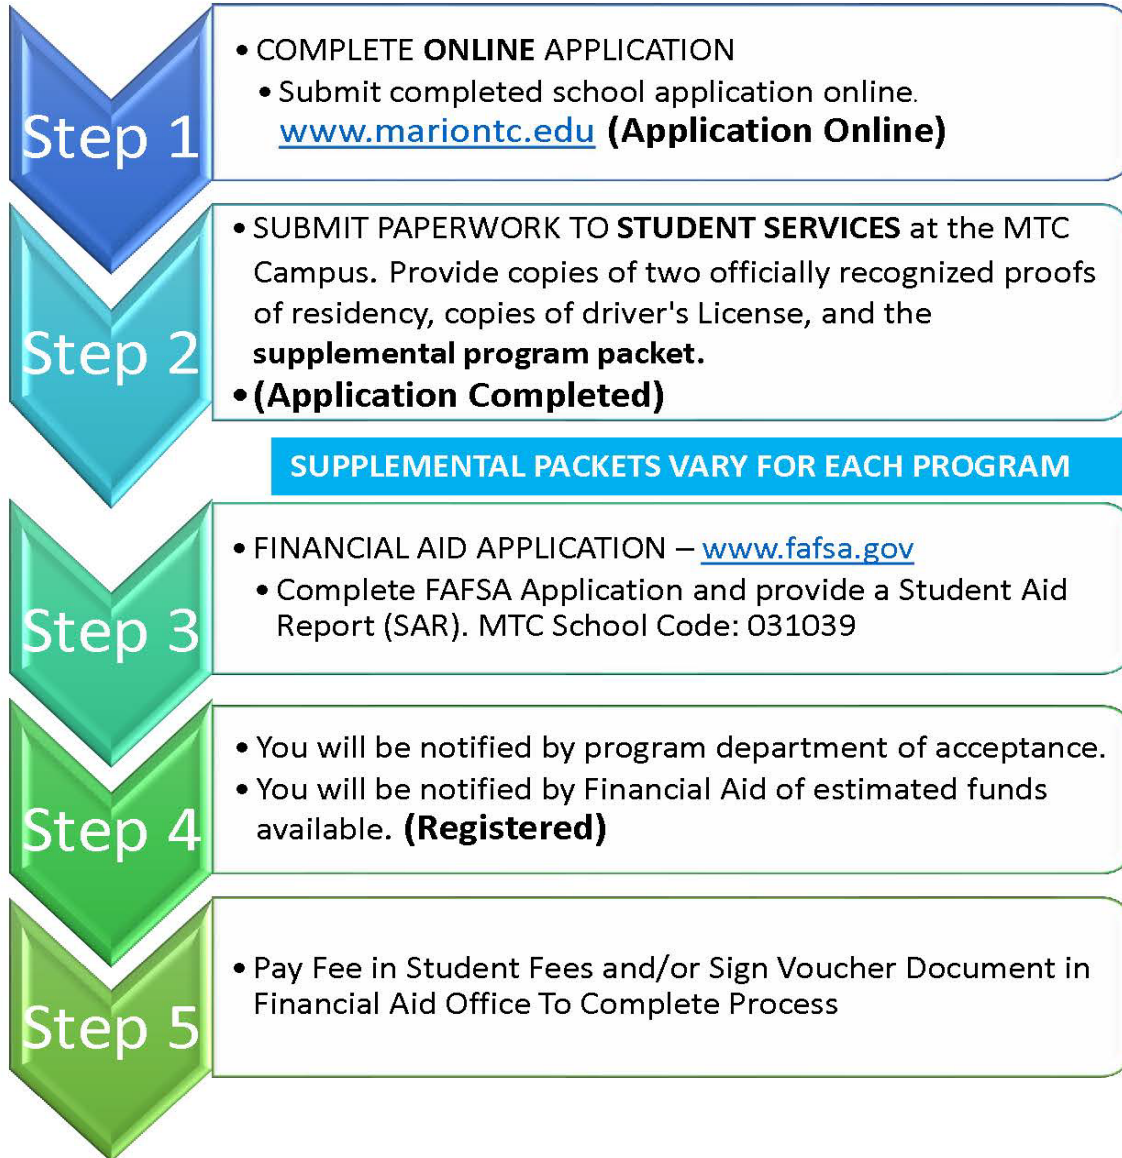 Step 1
• COMPLETE ONLINE APPLICATION
• Submit completed school application online.
www.mariontc.edu (Application Online)
Step 2
• SUBMIT PAPERWORK TO STUDENT SERVICES at the MTC
Campus. Provide copies of two officially recognized proofs
of residency, copies of driver's License, and the
supplemental program packet.
• (Application Completed)
SUPPLEMENTAL PACKETS VARY FOR EACH PROGRAM
Step 3
• FINANCIAL AID APPLICATION – www.fafsa.gov
• Complete FAFSA Application and provide a Student Aid
Report (SAR). MTC School Code: 031039
Step 4
• You will be notified by program department of acceptance.
• You will be notified by Financial Aid of estimated funds
available. (Registered)
Step 5
• Pay Fee in Student Fees and/or Sign Voucher Document in
Financial Aid Office To Complete Process